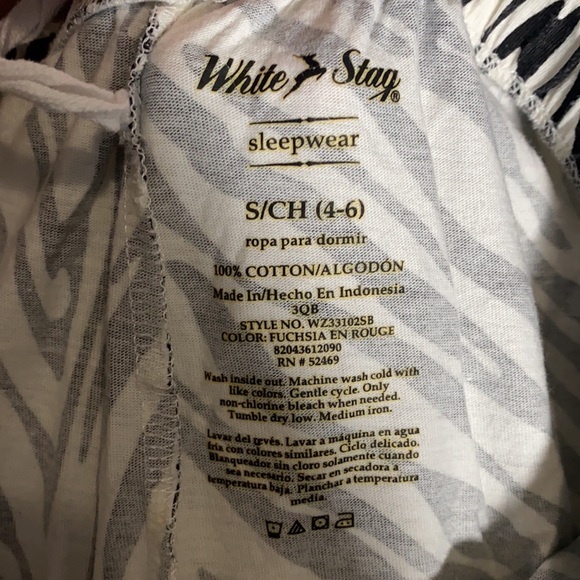 White Stag®
sleepwear
S/CH (4-6)
ropa para dormir
100% COTTON/ALGODÓN
Made In/Hecho En Indonesia
3QB
STYLE NO. WZ33102SB
COLOR: FUCHSIA EN ROUGE
82043612090
RN # 52469
Wash inside out. Machine wash cold with
like colors. Gentle cycle. Only
non-chlorine bleach when needed.
Tumble dry low. Medium iron.
Lavar del revés. Lavar a máquina en agua
fria con colores similares. Ciclo delicado.
Blanqueador sin cloro solamente cuando
sea necesario. Secar en secadora a
temperatura baja. Planchar a temperatura
media.